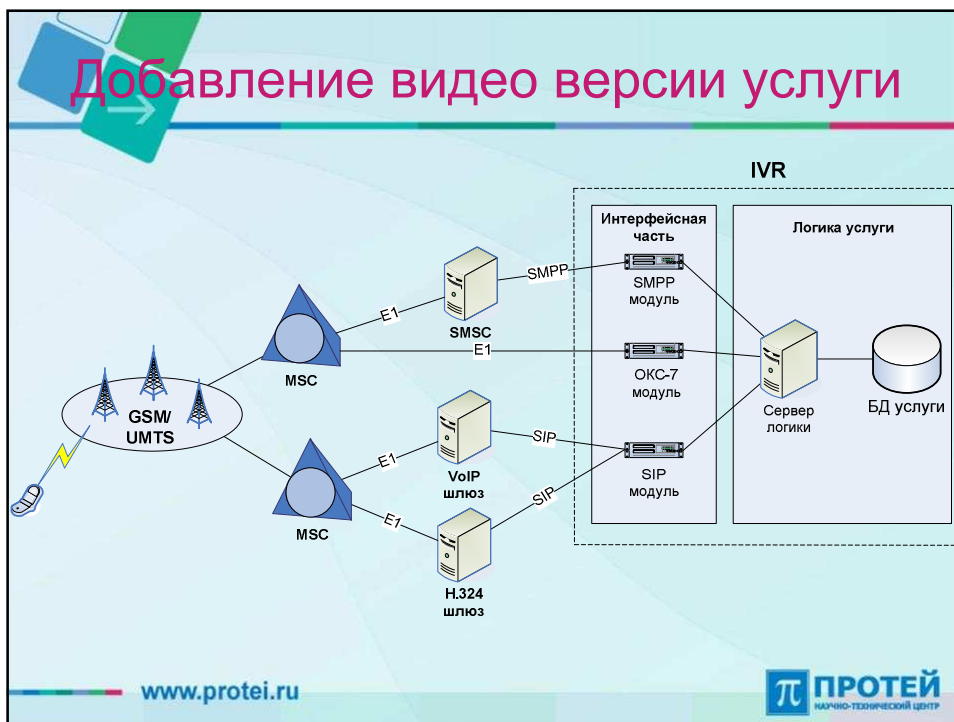 Добавление видео версии услуги
IVR
Интерфейсная
часть
Логика услуги
SMPP
SMPP
модуль
E1
SMSC
E1
MSC
ОКС-7
модуль
Сервер
логики
БД услуги
GSM/
UMTS
SIP
E1
VoIP
шлюз
SIP
модуль
SIP
MSC
E1
H.324
шлюз
www.protei.ru
π ПРОТЕЙ
НАУЧНО-ТЕХНИЧЕСКИЙ ЦЕНТР